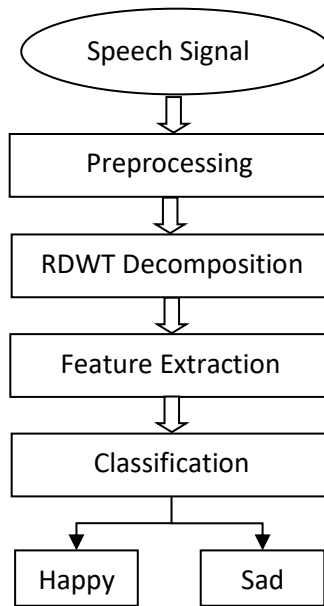 Speech Signal
Preprocessing
RDWT Decomposition
Feature Extraction
Classification
Happy
Sad